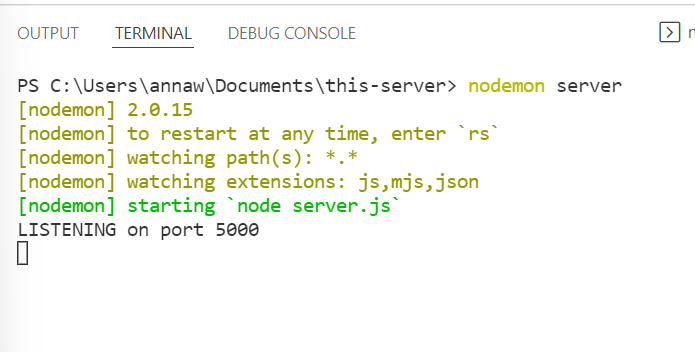 OUTPUT TERMINAL DEBUG CONSOLE
PS C:\Users\annaw\Documents\this-server> nodemon server
[nodemon] 2.0.15
[nodemon] to restart at any time, enter `rs`
[nodemon] watching path(s): *.*
[nodemon] watching extensions: js,mjs,json
[nodemon] starting `node server.js`
LISTENING on port 5000